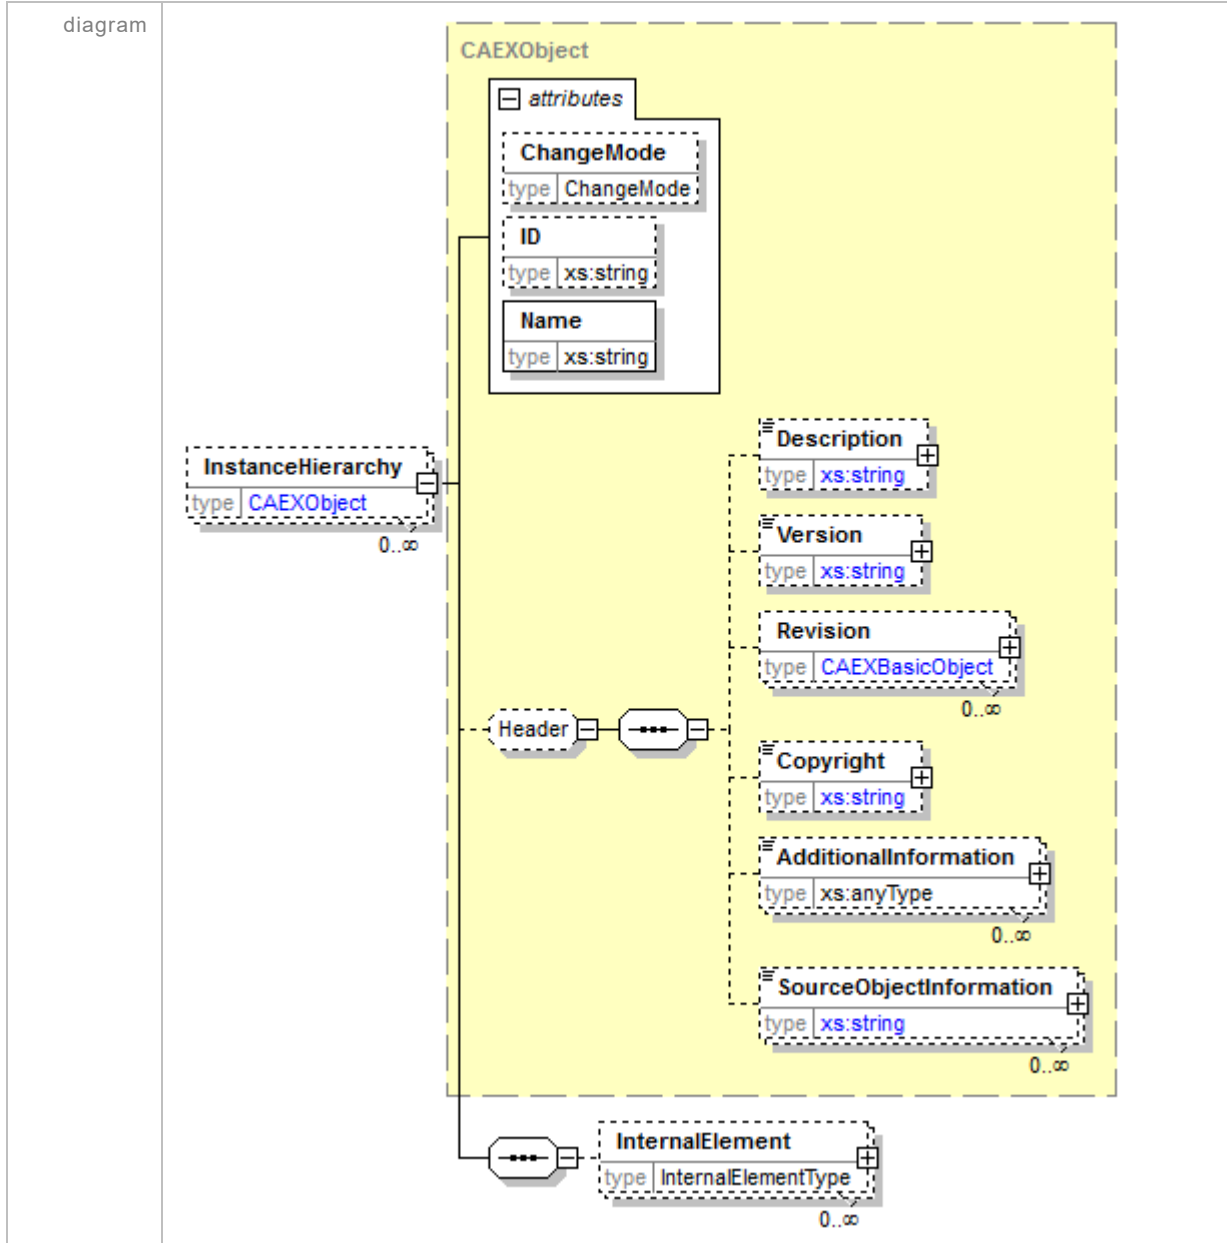 diagram
CAEXObject
attributes
ChangeMode
type ChangeMode
ID
type xs:string
Name
type xs:string
InstanceHierarchy
type CAEXObject
0..∞
Header
Description
type xs:string
Version
type xs:string
Revision
type CAEXBasicObject
0..∞
Copyright
type xs:string
AdditionalInformation
type xs:anyType
0..∞
SourceObjectInformation
type xs:string
0..∞
InternalElement
type InternalElementType
0..∞